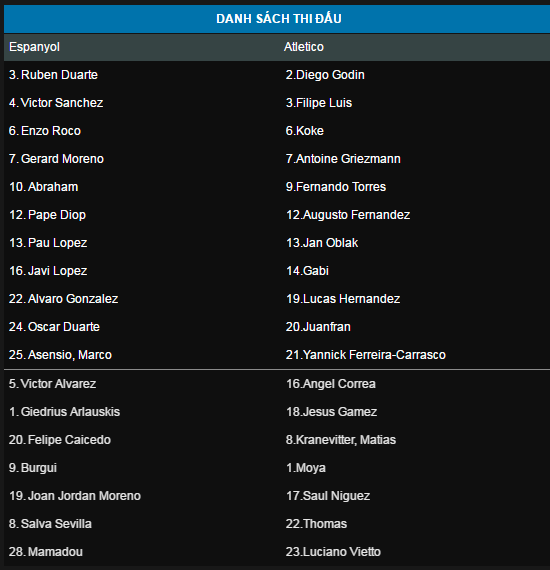 DANH SÁCH THI ĐẤU
Espanyol Atletico
3. Ruben Duarte 2.Diego Godin
4. Victor Sanchez 3.Filipe Luis
6. Enzo Roco 6.Koke
7. Gerard Moreno 7.Antoine Griezmann
10. Abraham 9.Fernando Torres
12. Pape Diop 12.Augusto Fernandez
13. Pau Lopez 13.Jan Oblak
16. Javi Lopez 14.Gabi
22. Alvaro Gonzalez 19.Lucas Hernandez
24. Oscar Duarte 20.Juanfran
25. Asensio, Marco 21.Yannick Ferreira-Carrasco
5. Victor Alvarez 16.Angel Correa
1. Giedrius Arlauskis 18.Jesus Gamez
20. Felipe Caicedo 8.Kranevitter, Matias
9. Burgui 1.Moya
19. Joan Jordan Moreno 17.Saul Niguez
8. Salva Sevilla 22.Thomas
28. Mamadou 23.Luciano Vietto